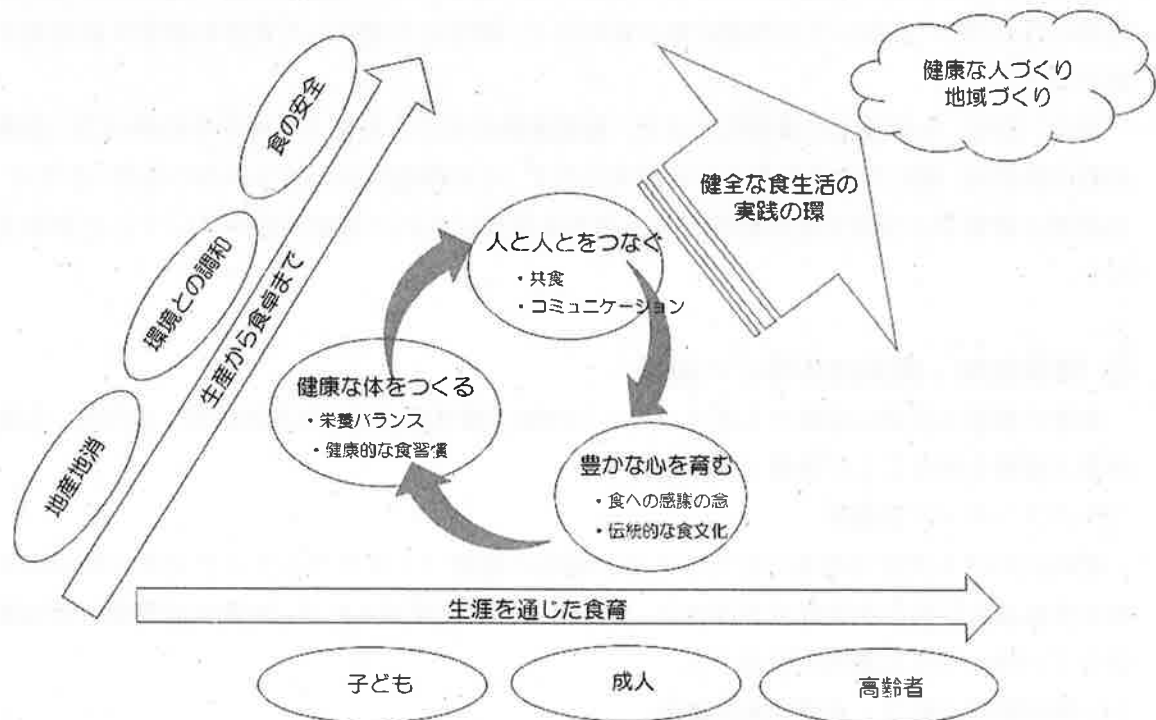 健康な人づくり
地域づくり
健全な食生活の
実践の環
食の安全
環境との調和
地産地消
生産から食卓まで
人と人とをつなぐ
・共食
・コミュニケーション
健康な体をつくる
・栄養バランス
・健康的な食習慣
豊かな心を育む
・食への感謝の念
・伝統的な食文化
生涯を通じた食育
子ども
成人
高齢者